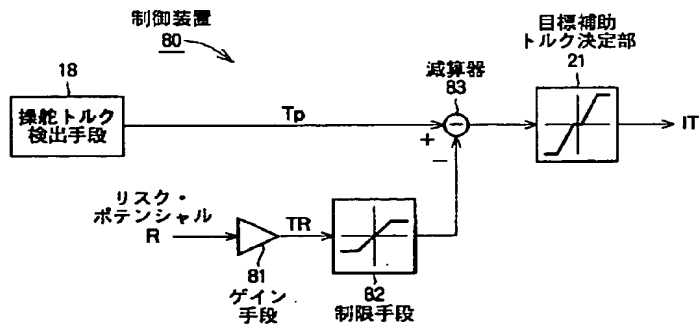 制御装置
80
18
操舵トルク
検出手段
Tp
減算器
83
+
−
−
目標補助
トルク決定部
21
IT
リスク・
ポテンシャル
R
81
ゲイン
手段
TR
82
制限手段